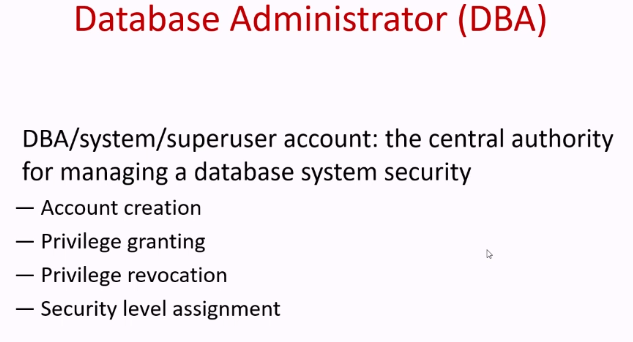 Database Administrator (DBA)
DBA/system/superuser account: the central authority
for managing a database system security
— Account creation
— Privilege granting
— Privilege revocation
— Security level assignment